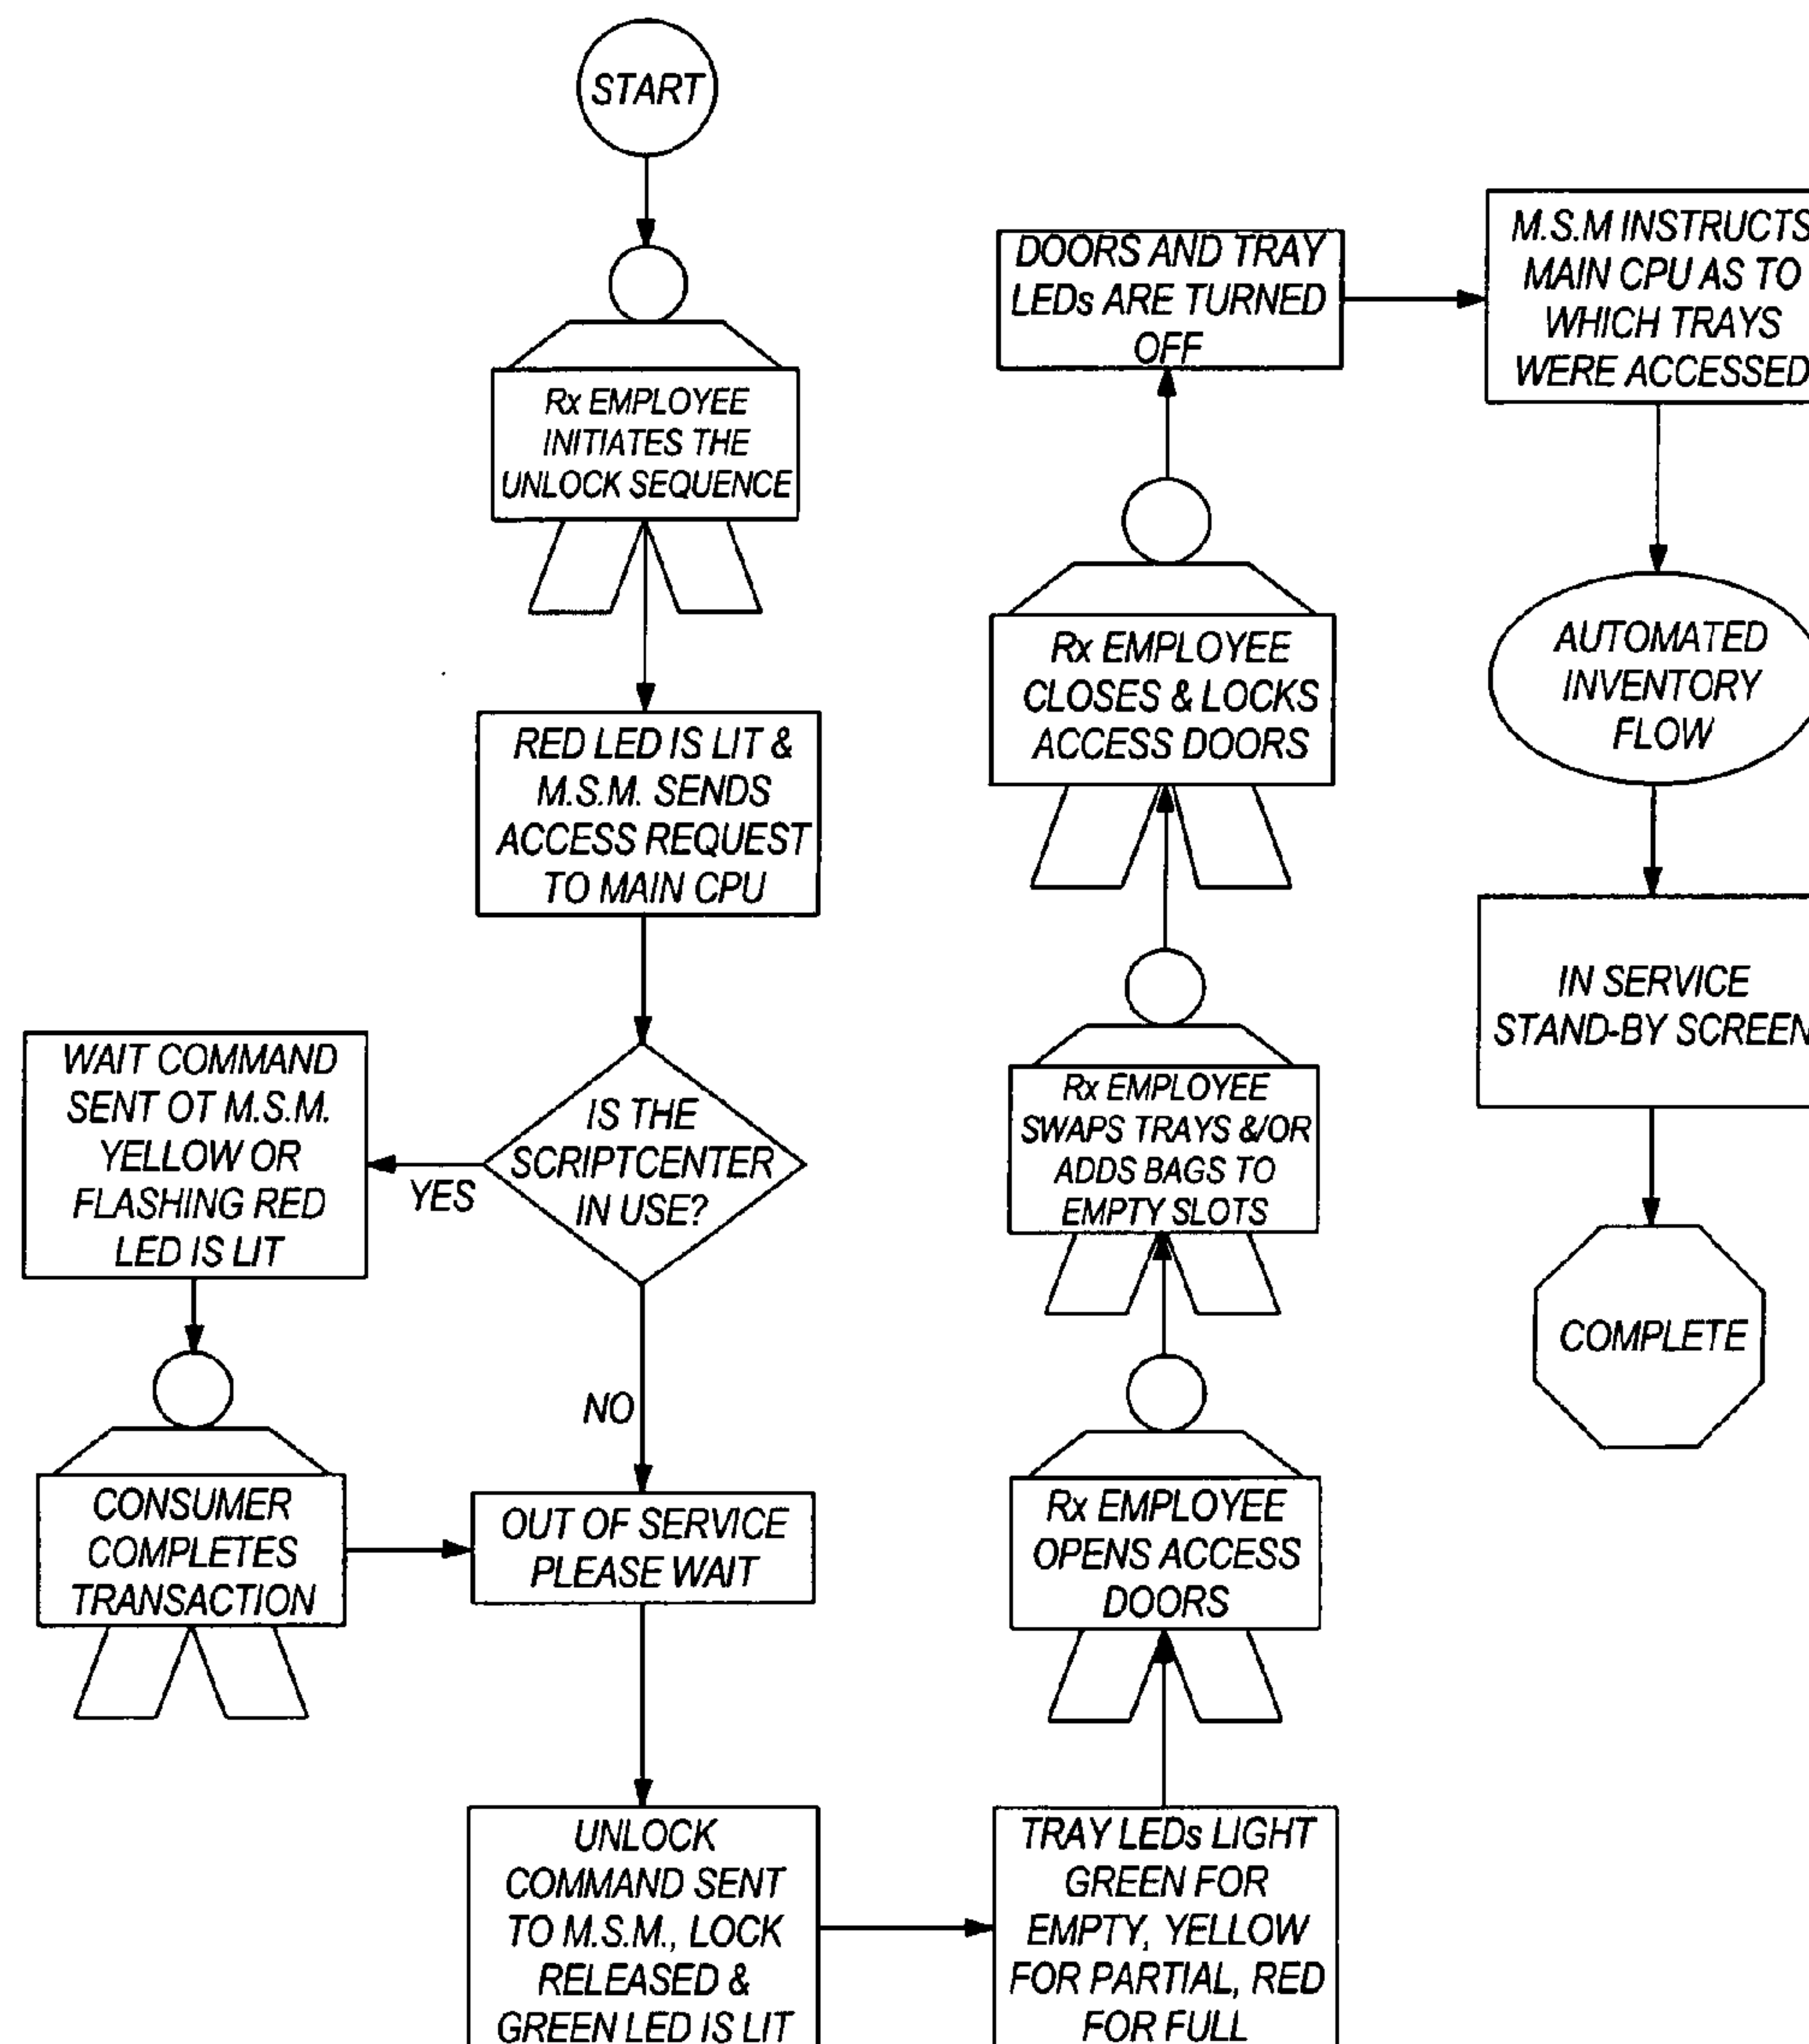 START
Rx EMPLOYEE
INITIATES THE
UNLOCK SEQUENCE
RED LED IS LIT &
M.S.M. SENDS
ACCESS REQUEST
TO MAIN CPU
IS THE
SCRIPTCENTER
IN USE?
YES
WAIT COMMAND
SENT OT M.S.M.
YELLOW OR
FLASHING RED
LED IS LIT
CONSUMER
COMPLETES
TRANSACTION
NO
OUT OF SERVICE
PLEASE WAIT
UNLOCK
COMMAND SENT
TO M.S.M., LOCK
RELEASED &
GREEN LED IS LIT
TRAY LEDs LIGHT
GREEN FOR
EMPTY, YELLOW
FOR PARTIAL, RED
FOR FULL
Rx EMPLOYEE
OPENS ACCESS
DOORS
Rx EMPLOYEE
SWAPS TRAYS &/OR
ADDS BAGS TO
EMPTY SLOTS
Rx EMPLOYEE
CLOSES & LOCKS
ACCESS DOORS
DOORS AND TRAY
LEDs ARE TURNED
OFF
M.S.M INSTRUCTS
MAIN CPU AS TO
WHICH TRAYS
WERE ACCESSED
AUTOMATED
INVENTORY
FLOW
IN SERVICE
STAND-BY SCREEN
COMPLETE